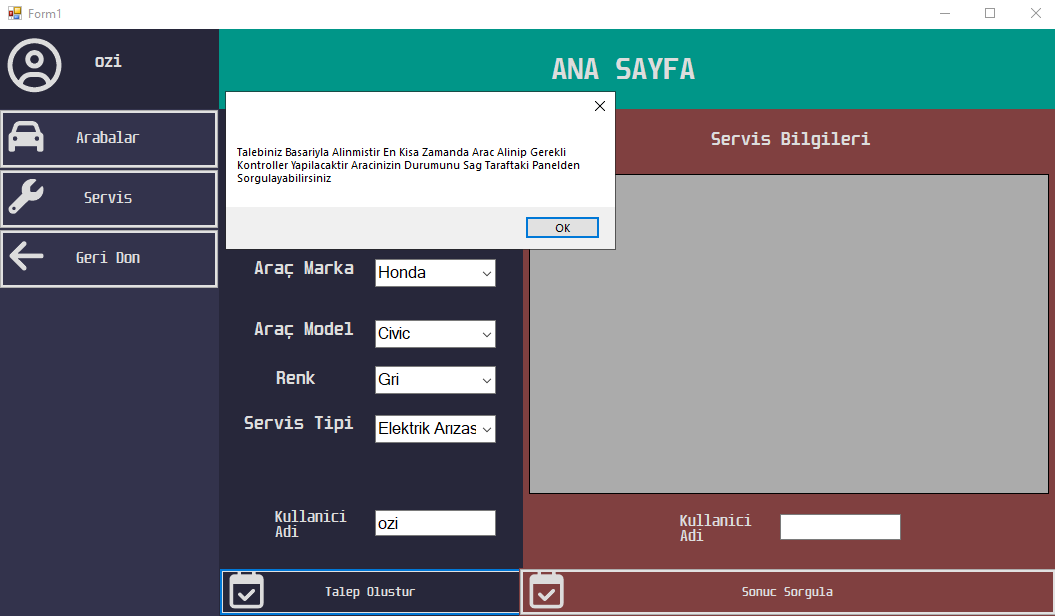 Form1
ozi
ANA SAYFA
Arabalar
Servis
Geri Don
Talebiniz Basariyla Alinmistir En Kisa Zamanda Arac Alinip Gerekli
Kontroller Yapilacaktir Aracinizin Durumunu Sag Taraftaki Panelden
Sorgulayabilirsiniz
OK
Araç Marka
Honda
Araç Model
Civic
Renk
Gri
Servis Tipi
Elektrik Arızas
Kullanici
Adi
ozi
Talep Olustur
Servis Bilgileri
Kullanici
Adi
Sonuc Sorgula